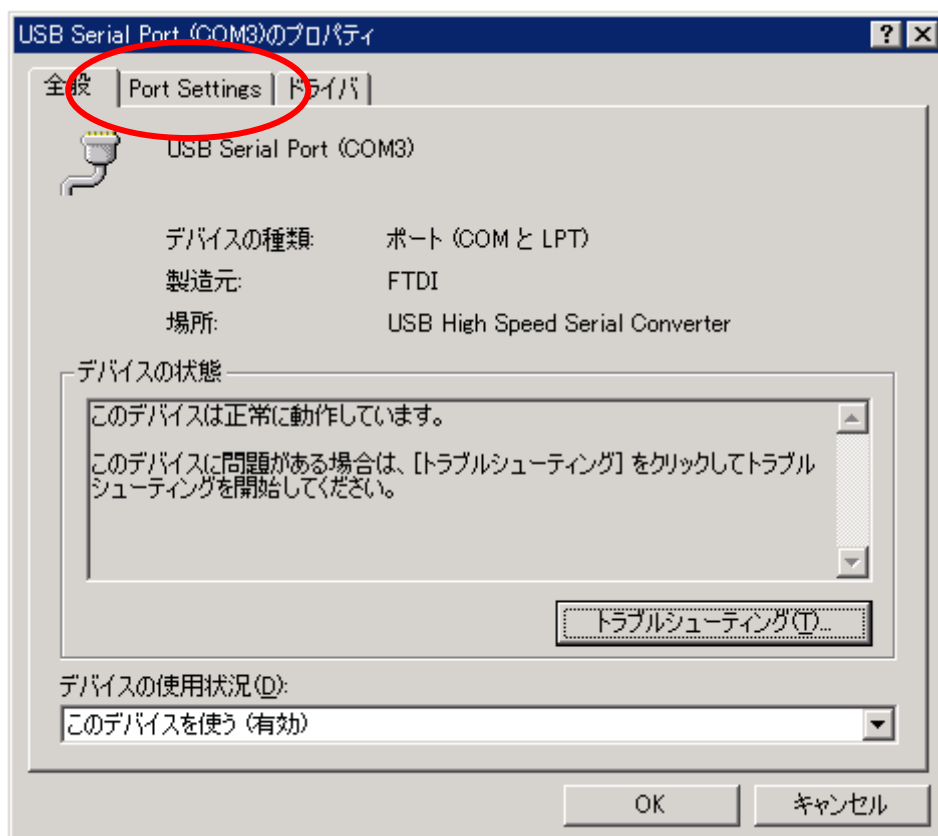 USB Serial Port (COM3)のプロパティ
全般 Port Settings ドライバ
USB Serial Port (COM3)
デバイスの種類: ポート (COM と LPT)
製造元: FTDI
場所: USB High Speed Serial Converter
デバイスの状態
このデバイスは正常に動作しています。
このデバイスに問題がある場合は、[トラブルシューティング] をクリックしてトラブル
シューティングを開始してください。
トラブルシューティング(T)...
デバイスの使用状況(D):
このデバイスを使う (有効)
OK キャンセル